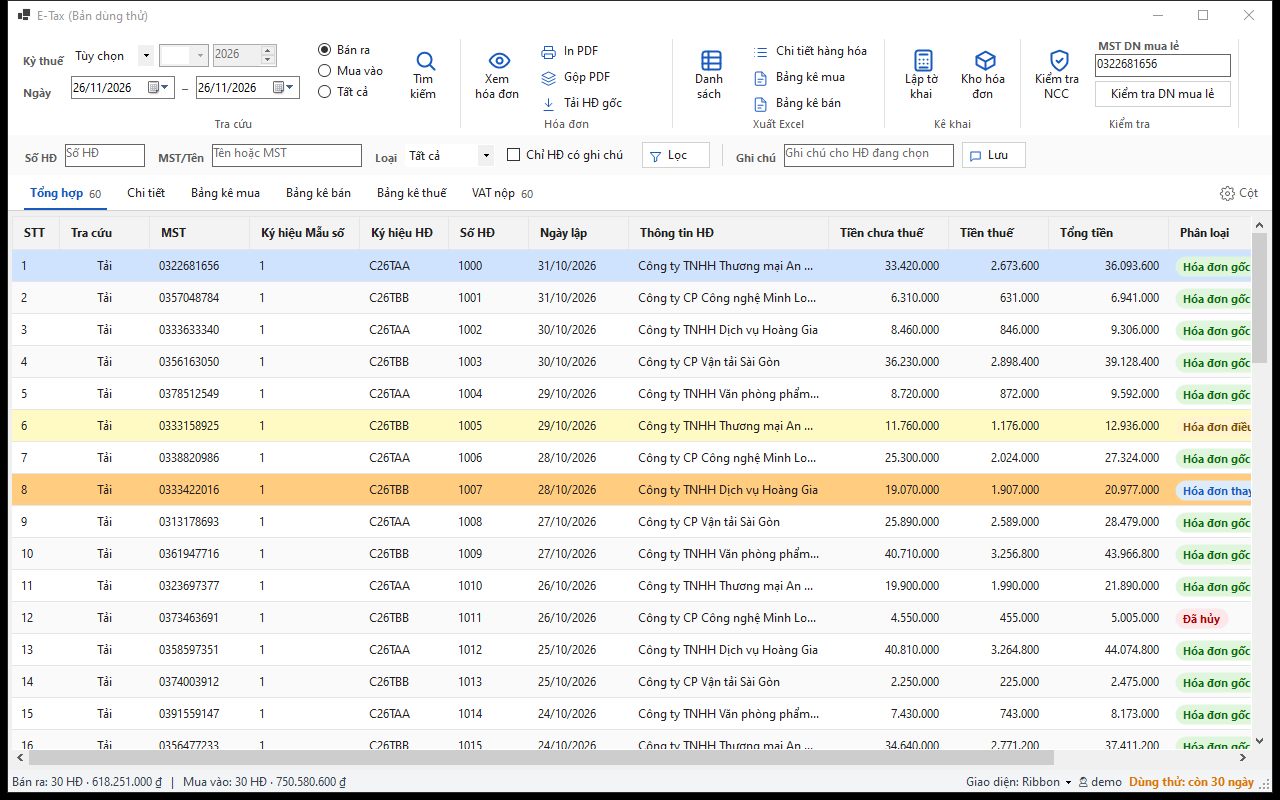 E-Tax (Bản dùng thử)
Kỳ thuế Tùy chọn 2026
Ngày 26/11/2026 – 26/11/2026
Bán ra
Mua vào
Tất cả
Tìm kiếm
Tra cứu
Xem hóa đơn
In PDF
Gộp PDF
Tải HĐ gốc
Hóa đơn
Danh sách
Chi tiết hàng hóa
Bảng kê mua
Bảng kê bán
Xuất Excel
Lập tờ khai
Kho hóa đơn
Kê khai
Kiểm tra NCC
MST DN mua lẻ
0322681656
Kiểm tra DN mua lẻ
Kiểm tra
Số HĐ Số HĐ MST/Tên Tên hoặc MST Loại Tất cả Chỉ HĐ có ghi chú Lọc Ghi chú Ghi chú cho HĐ đang chọn Lưu
Tổng hợp 60 Chi tiết Bảng kê mua Bảng kê bán Bảng kê thuế VAT nộp 60 Cột
STT Tra cứu MST Ký hiệu Mẫu số Ký hiệu HĐ Số HĐ Ngày lập Thông tin HĐ Tiền chưa thuế Tiền thuế Tổng tiền Phân loại
1 Tải 0322681656 1 C26TAA 1000 31/10/2026 Công ty TNHH Thương mại An ... 33.420.000 2.673.600 36.093.600 Hóa đơn gốc
2 Tải 0357048784 1 C26TBB 1001 31/10/2026 Công ty CP Công nghệ Minh Lo... 6.310.000 631.000 6.941.000 Hóa đơn gốc
3 Tải 0333633340 1 C26TAA 1002 30/10/2026 Công ty TNHH Dịch vụ Hoàng Gia 8.460.000 846.000 9.306.000 Hóa đơn gốc
4 Tải 0356163050 1 C26TBB 1003 30/10/2026 Công ty CP Vận tải Sài Gòn 36.230.000 2.898.400 39.128.400 Hóa đơn gốc
5 Tải 0378512549 1 C26TAA 1004 29/10/2026 Công ty TNHH Văn phòng phẩm... 8.720.000 872.000 9.592.000 Hóa đơn gốc
6 Tải 0333158925 1 C26TBB 1005 29/10/2026 Công ty TNHH Thương mại An ... 11.760.000 1.176.000 12.936.000 Hóa đơn điều
7 Tải 0338820986 1 C26TAA 1006 28/10/2026 Công ty CP Công nghệ Minh Lo... 25.300.000 2.024.000 27.324.000 Hóa đơn gốc
8 Tải 0333422016 1 C26TBB 1007 28/10/2026 Công ty TNHH Dịch vụ Hoàng Gia 19.070.000 1.907.000 20.977.000 Hóa đơn thay
9 Tải 0313178693 1 C26TAA 1008 27/10/2026 Công ty CP Vận tải Sài Gòn 25.890.000 2.589.000 28.479.000 Hóa đơn gốc
10 Tải 0361947716 1 C26TBB 1009 27/10/2026 Công ty TNHH Văn phòng phẩm... 40.710.000 3.256.800 43.966.800 Hóa đơn gốc
11 Tải 0323697377 1 C26TAA 1010 26/10/2026 Công ty TNHH Thương mại An ... 19.900.000 1.990.000 21.890.000 Hóa đơn gốc
12 Tải 0373463691 1 C26TBB 1011 26/10/2026 Công ty CP Công nghệ Minh Lo... 4.550.000 455.000 5.005.000 Đã hủy
13 Tải 0358597351 1 C26TAA 1012 25/10/2026 Công ty TNHH Dịch vụ Hoàng Gia 40.810.000 3.264.800 44.074.800 Hóa đơn gốc
14 Tải 0374003912 1 C26TBB 1013 25/10/2026 Công ty CP Vận tải Sài Gòn 2.250.000 225.000 2.475.000 Hóa đơn gốc
15 Tải 0391559147 1 C26TAA 1014 24/10/2026 Công ty TNHH Văn phòng phẩm... 7.430.000 743.000 8.173.000 Hóa đơn gốc
16 Tải 0356477233 1 C26TBB 1015 24/10/2026 Công ty TNHH Thương mại An ... 34.640.000 2.771.200 37.411.200 Hóa đơn gốc
Bán ra: 30 HĐ · 618.251.000 ₫ | Mua vào: 30 HĐ · 750.580.600 ₫ Giao diện: Ribbon demo Dùng thử: còn 30 ngày